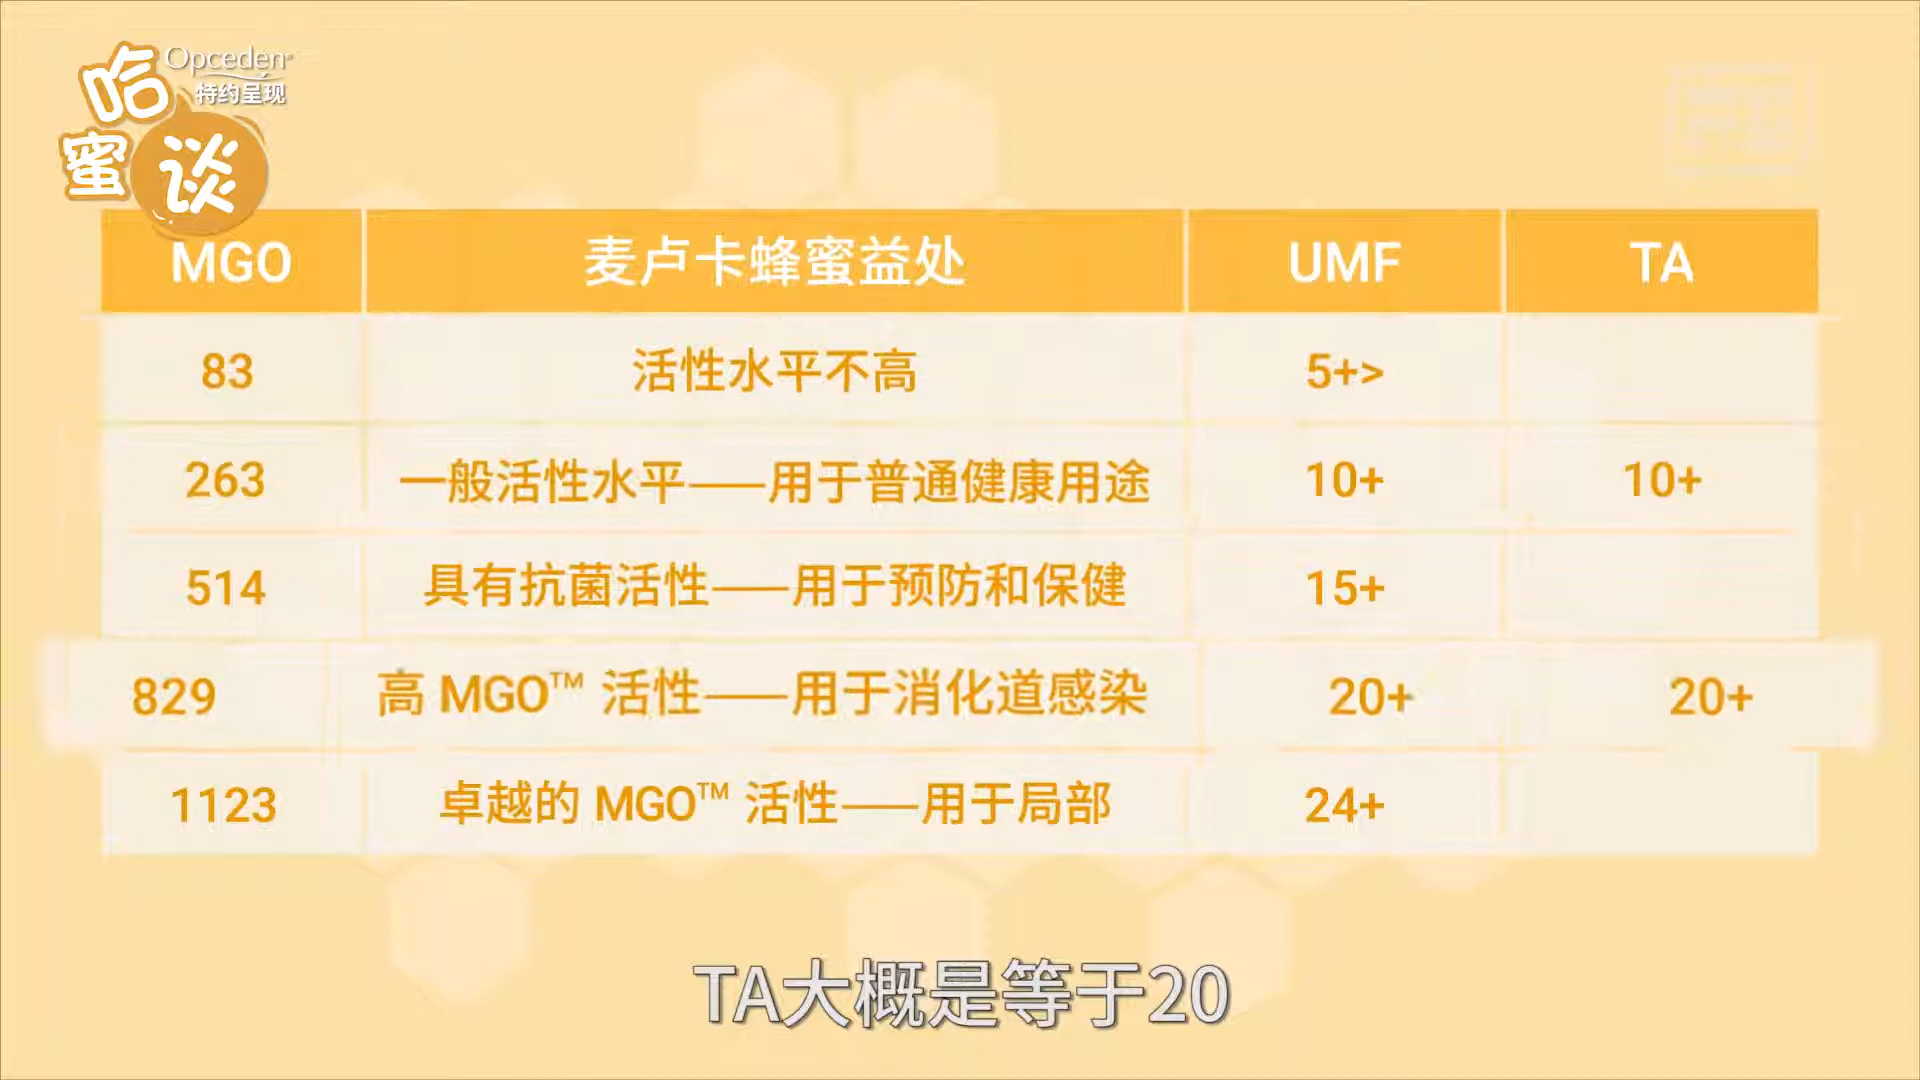 哈
蜜
谈
Opceden®
特约呈现
MGO 麦卢卡蜂蜜益处 UMF TA
83 活性水平不高 5+>
263 一般活性水平——用于普通健康用途 10+ 10+
514 具有抗菌活性——用于预防和保健 15+
829 高 MGO™ 活性——用于消化道感染 20+ 20+
1123 卓越的 MGO™ 活性——用于局部 24+
TA大概是等于20